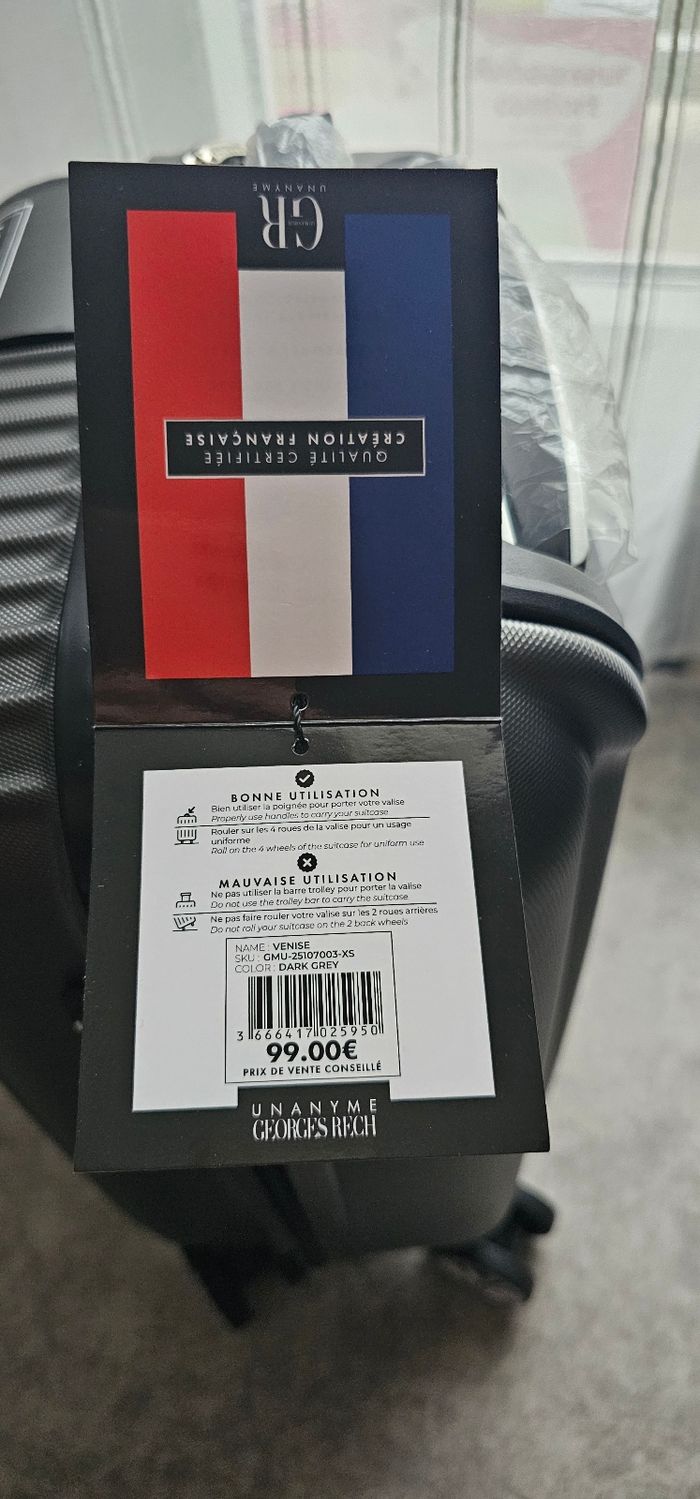 UNANYME
GR
QUALITÉ CERTIFIÉE
CRÉATION FRANÇAISE
BONNE UTILISATION
Bien utiliser la poignée pour porter votre valise
Properly use handles to carry your suitcase
Rouler sur les 4 roues de la valise pour un usage
uniforme
Roll on the 4 wheels of the suitcase for uniform use
MAUVAISE UTILISATION
Ne pas utiliser la barre trolley pour porter la valise
Do not use the trolley bar to carry the suitcase
Ne pas faire rouler votre valise sur les 2 roues arrières
Do not roll your suitcase on the 2 back wheels
NAME : VENISE
SKU : GMU-25107003-XS
COLOR : DARK GREY
3 666417 025950
99.00€
PRIX DE VENTE CONSEILLÉ
UNANYME
GEORGES RECH